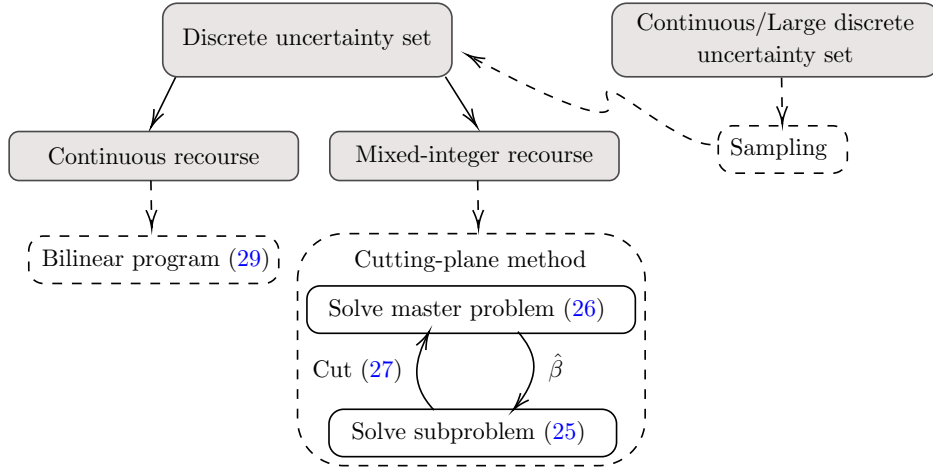 Discrete uncertainty set
Continuous/Large discrete
uncertainty set
Sampling
Continuous recourse
Mixed-integer recourse
Bilinear program (29)
Cutting-plane method
Solve master problem (26)
Cut (27)
β̂
Solve subproblem (25)